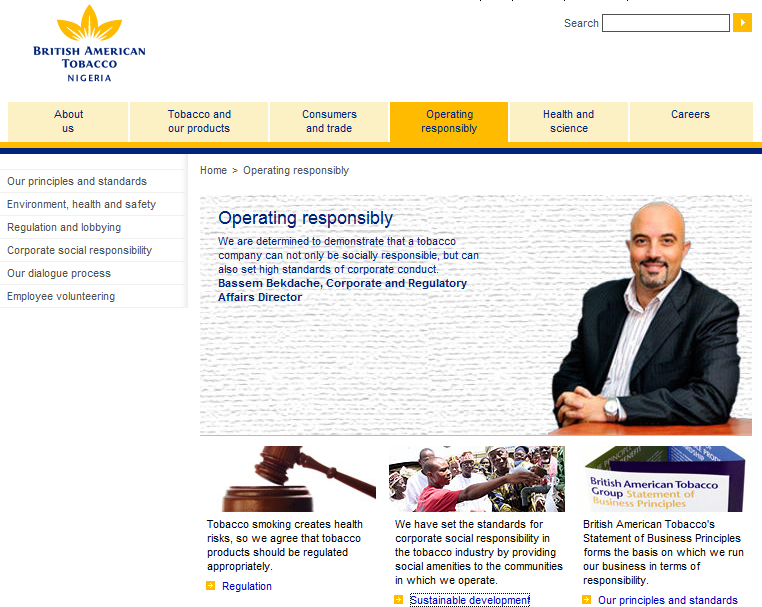 Search
BRITISH AMERICAN
TOBACCO
NIGERIA
About
us
Tobacco and
our products
Consumers
and trade
Operating
responsibly
Health and
science
Careers
Home > Operating responsibly
Our principles and standards
Environment, health and safety
Regulation and lobbying
Corporate social responsibility
Our dialogue process
Employee volunteering
Operating responsibly
We are determined to demonstrate that a tobacco
company can not only be socially responsible, but can
also set high standards of corporate conduct.
Bassem Bekdache, Corporate and Regulatory
Affairs Director
British American Tobacco
Group Statement of
Business Principles
Tobacco smoking creates health
risks, so we agree that tobacco
products should be regulated
appropriately.
Regulation
We have set the standards for
corporate social responsibility in
the tobacco industry by providing
social amenities to the communities
in which we operate.
Sustainable development
British American Tobacco's
Statement of Business Principles
forms the basis on which we run
our business in terms of
responsibility.
Our principles and standards